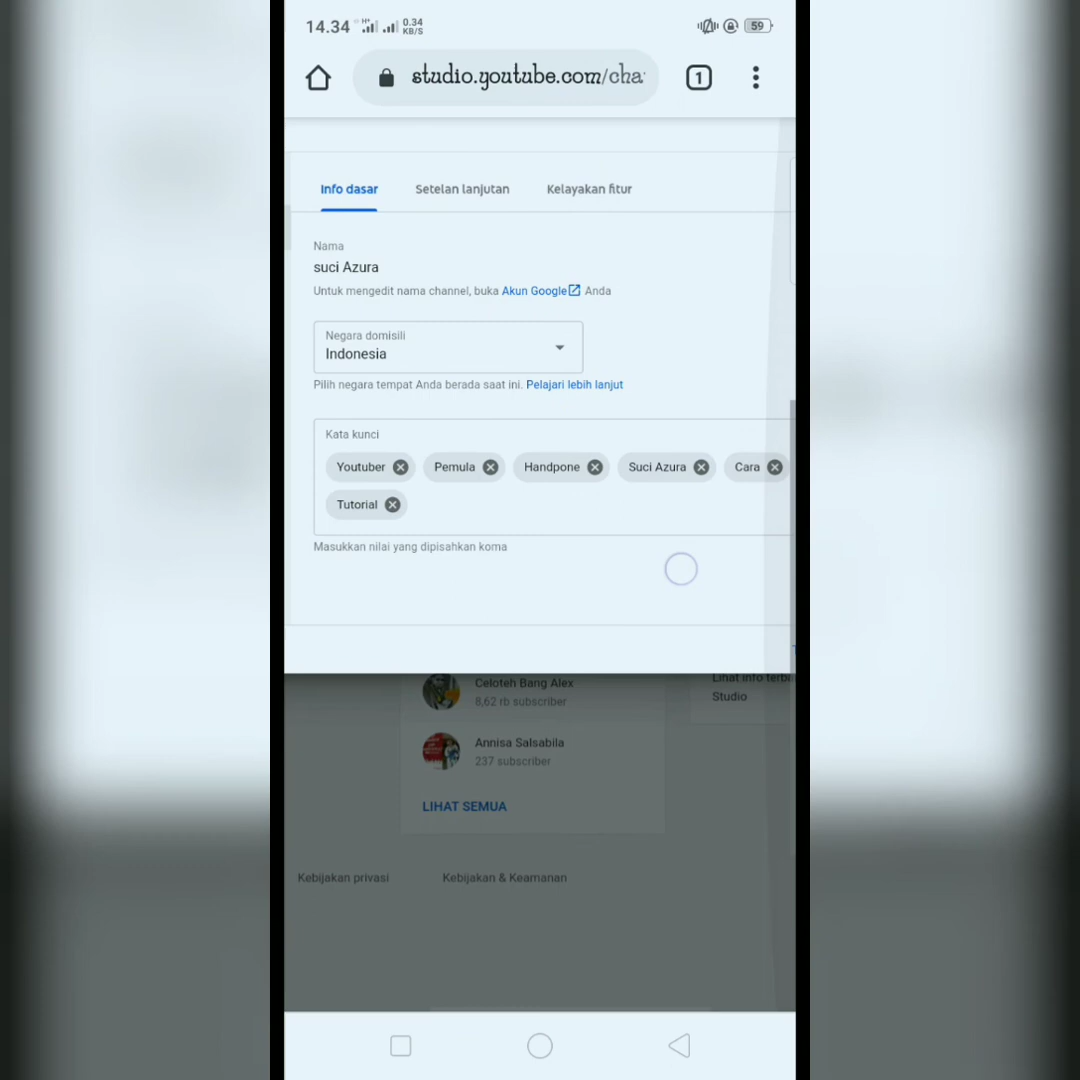 14.34 H+ 0.34 KB/S 59
studio.youtube.com/cha 1
Info dasar Setelan lanjutan Kelayakan fitur
Nama
suci Azura
Untuk mengedit nama channel, buka Akun Google Anda
Negara domisili
Indonesia
Pilih negara tempat Anda berada saat ini. Pelajari lebih lanjut
Kata kunci
Youtuber Pemula Handpone Suci Azura Cara
Tutorial
Masukkan nilai yang dipisahkan koma
Celoteh Bang Alex
8,62 rb subscriber
Lihat info terb
Studio
Annisa Salsabila
237 subscriber
LIHAT SEMUA
Kebijakan privasi Kebijakan & Keamanan